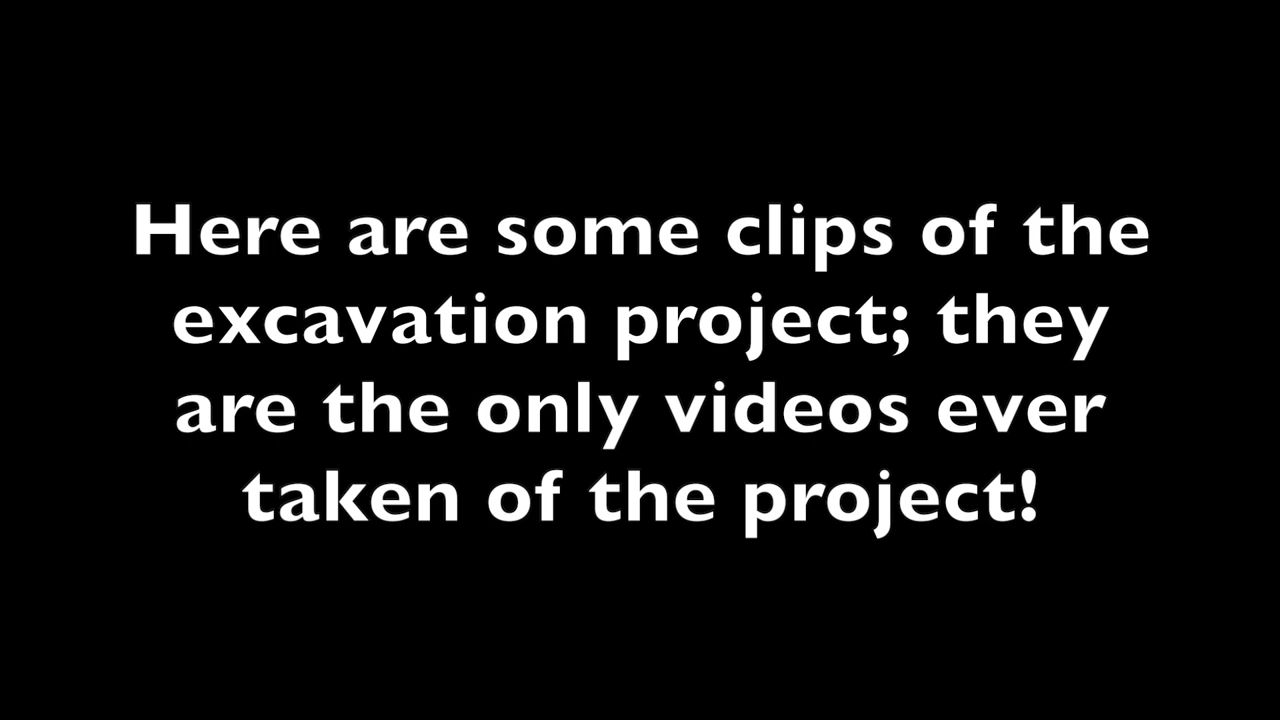 Here are some clips of the
excavation project; they
are the only videos ever
taken of the project!